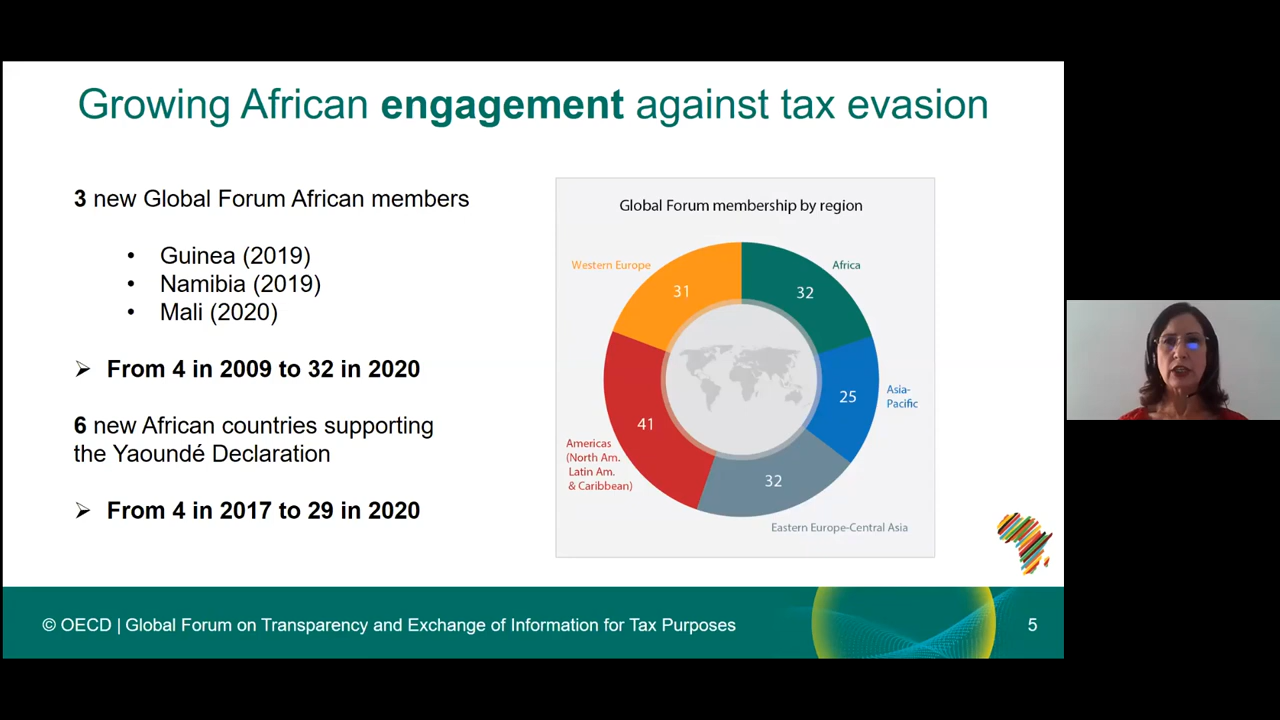 Growing African engagement against tax evasion
3 new Global Forum African members
• Guinea (2019)
• Namibia (2019)
• Mali (2020)
➢ From 4 in 2009 to 32 in 2020
6 new African countries supporting
the Yaoundé Declaration
➢ From 4 in 2017 to 29 in 2020
Global Forum membership by region
Western Europe
31
Africa
32
Asia-
Pacific
25
41
Americas
(North Am.
Latin Am.
& Caribbean)
32
Eastern Europe-Central Asia
© OECD | Global Forum on Transparency and Exchange of Information for Tax Purposes
5